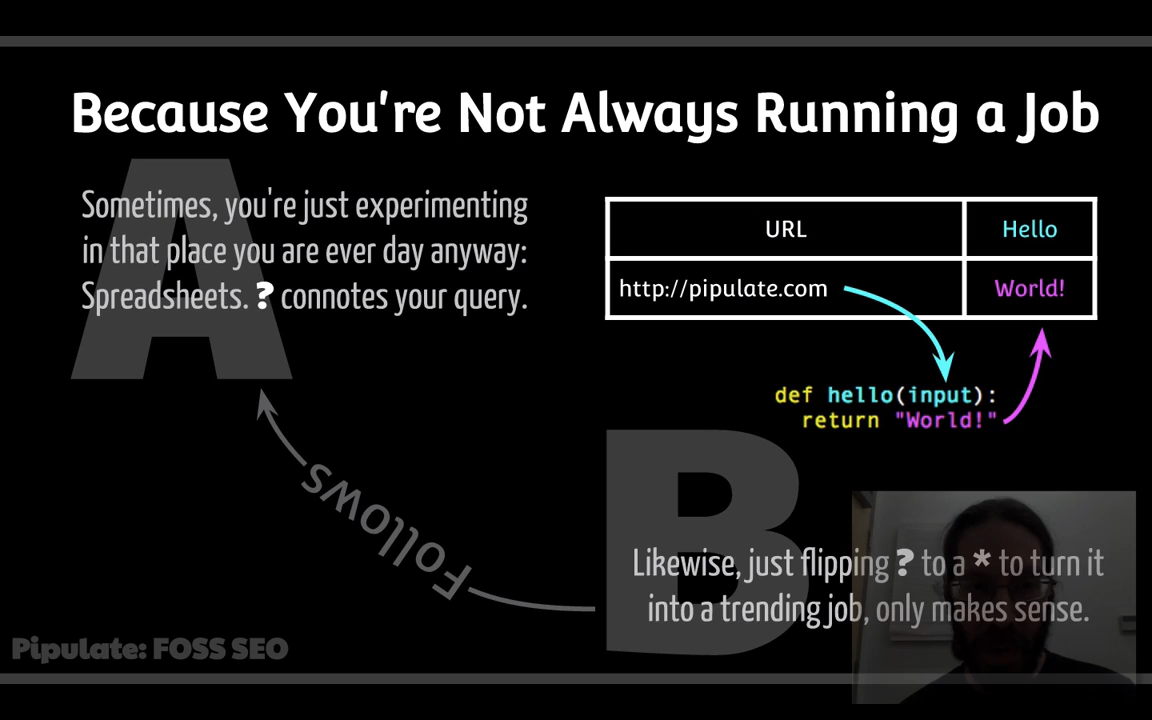 Because You're Not Always Running a Job
A
Sometimes, you're just experimenting
in that place you are ever day anyway:
Spreadsheets. ? connotes your query.
URL Hello
http://pipulate.com World!
def hello(input):
return "World!"
Follows
B
Likewise, just flipping ? to a * to turn it
into a trending job, only makes sense.
Pipulate: FOSS SEO